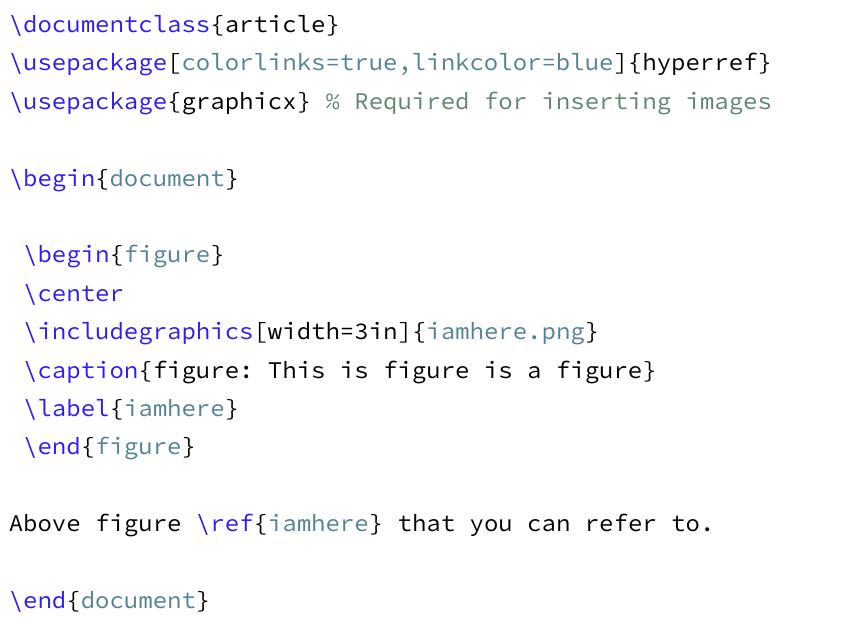 \documentclass{article}
\usepackage[colorlinks=true,linkcolor=blue]{hyperref}
\usepackage{graphicx} % Required for inserting images
\begin{document}
\begin{figure}
\center
\includegraphics[width=3in]{iamhere.png}
\caption{figure: This is figure is a figure}
\label{iamhere}
\end{figure}
Above figure \ref{iamhere} that you can refer to.
\end{document}